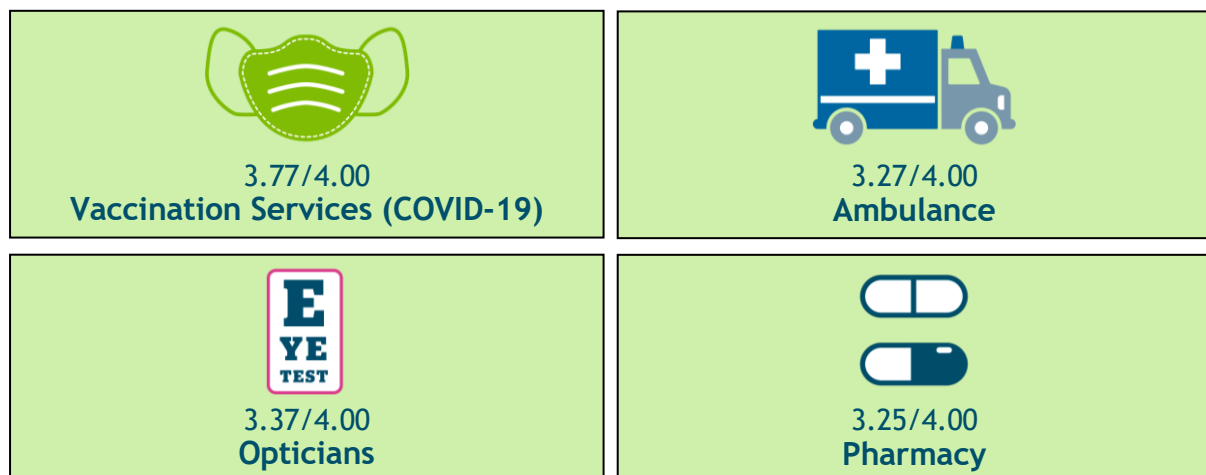 3.77/4.00
Vaccination Services (COVID-19)
3.27/4.00
Ambulance
E
YE
TEST
3.37/4.00
Opticians
3.25/4.00
Pharmacy